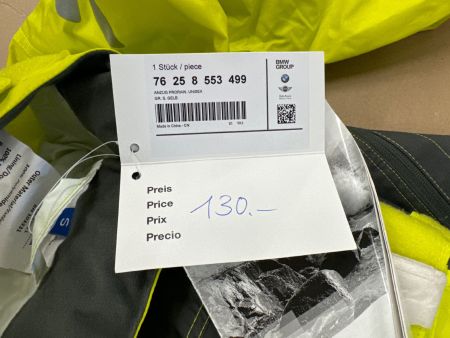 1 Stück / piece
BMW
GROUP
76 25 8 553 499
ANZUG PRORAIN, UNISEX
GR. S, GELB
Made in China - CN
Preis
Price
Prix
Precio
130.-
S